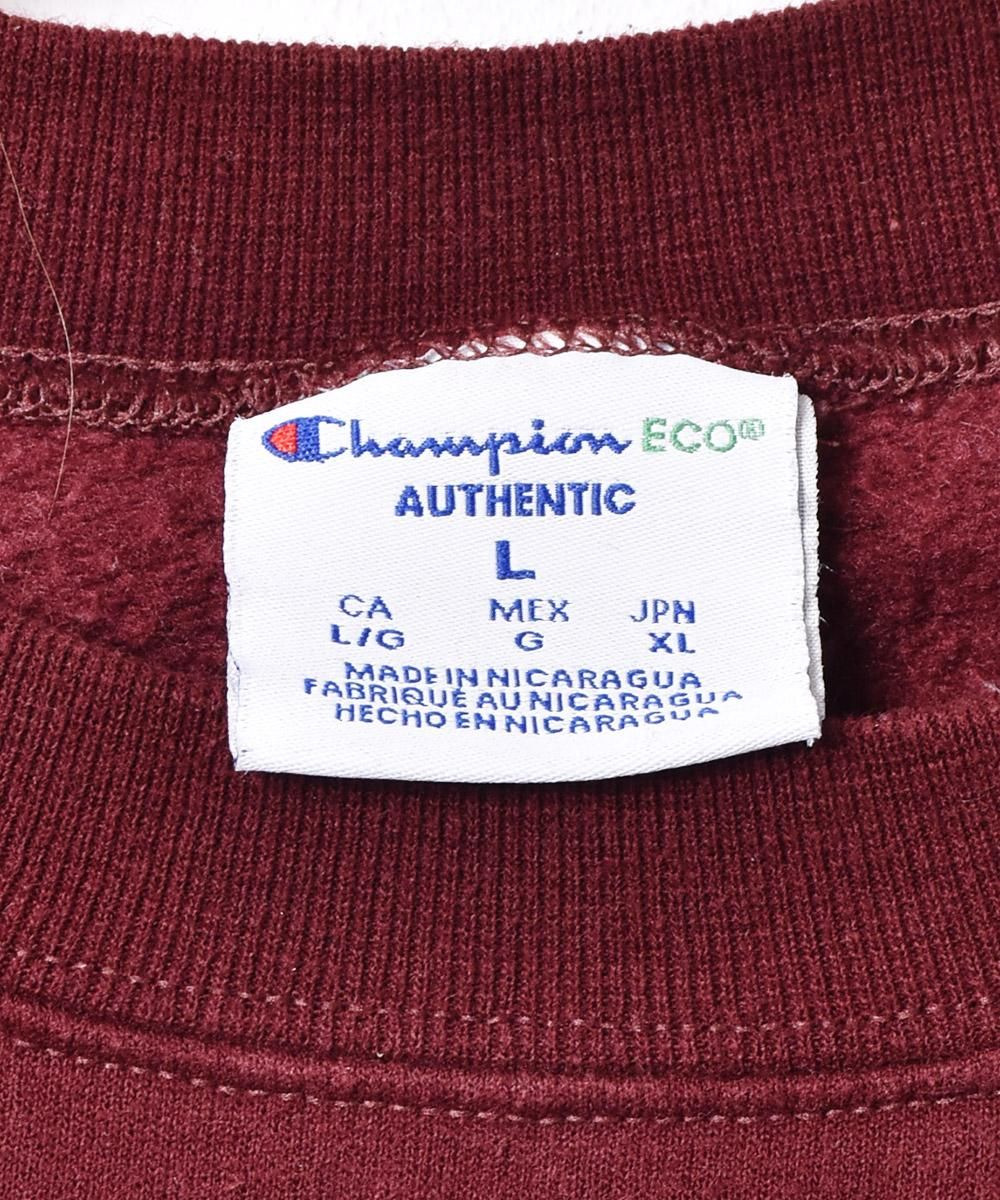 Champion ECO®
AUTHENTIC
L
CA MEX JPN
L/G G XL
MADE IN NICARAGUA
FABRIQUÉ AU NICARAGUA
HECHO EN NICARAGUA